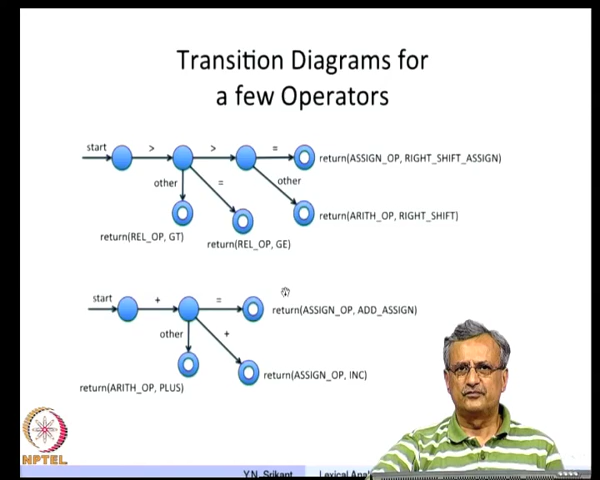 Transition Diagrams for
a few Operators
start > > = return(ASSIGN_OP, RIGHT_SHIFT_ASSIGN)
other = other
return(ARITH_OP, RIGHT_SHIFT)
return(REL_OP, GT) return(REL_OP, GE)
start + = return(ASSIGN_OP, ADD_ASSIGN)
other +
return(ASSIGN_OP, INC)
return(ARITH_OP, PLUS)
NPTEL
Y.N. Srikant Lexical